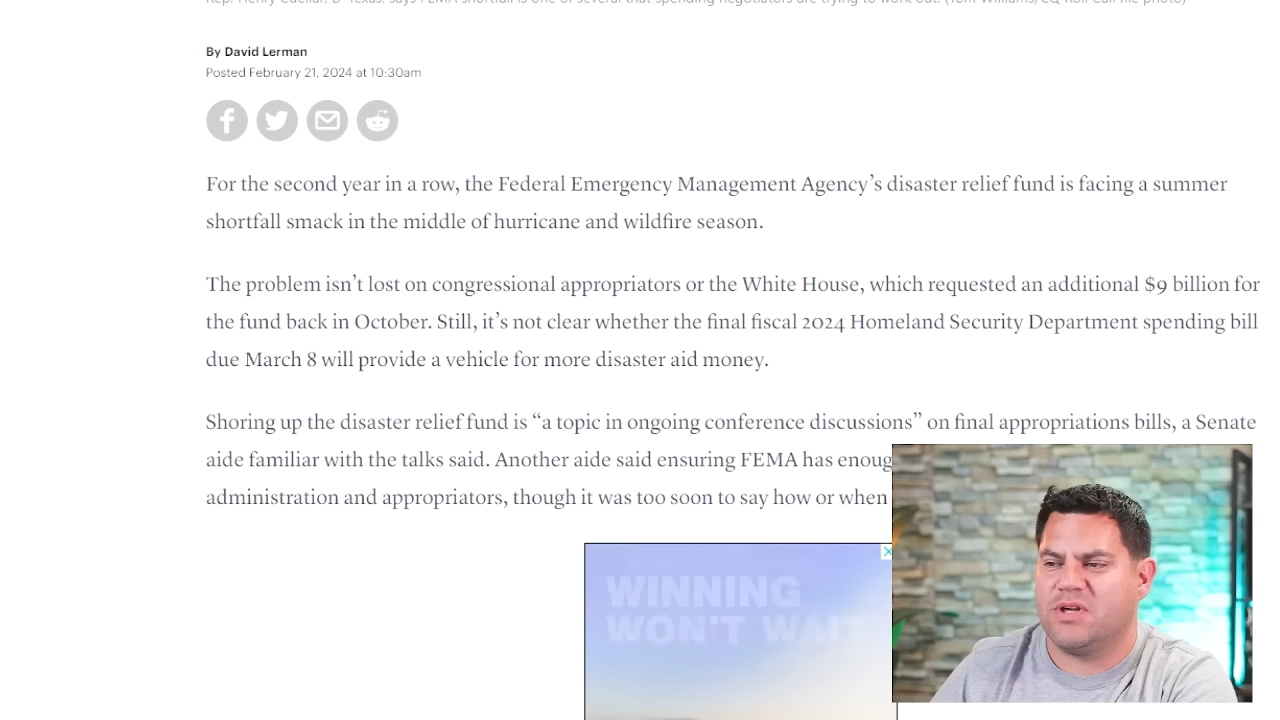 Rep. Henry Cuellar, D-Texas, says FEMA shortfall is one of several that spending negotiators are trying to work out. (Tom Williams/CQ Roll Call file photo)
By David Lerman
Posted February 21, 2024 at 10:30am
For the second year in a row, the Federal Emergency Management Agency’s disaster relief fund is facing a summer
shortfall smack in the middle of hurricane and wildfire season.
The problem isn’t lost on congressional appropriators or the White House, which requested an additional $9 billion for
the fund back in October. Still, it’s not clear whether the final fiscal 2024 Homeland Security Department spending bill
due March 8 will provide a vehicle for more disaster aid money.
Shoring up the disaster relief fund is “a topic in ongoing conference discussions” on final appropriations bills, a Senate
aide familiar with the talks said. Another aide said ensuring FEMA has enoug
administration and appropriators, though it was too soon to say how or when
WINNING
WON'T WAIT